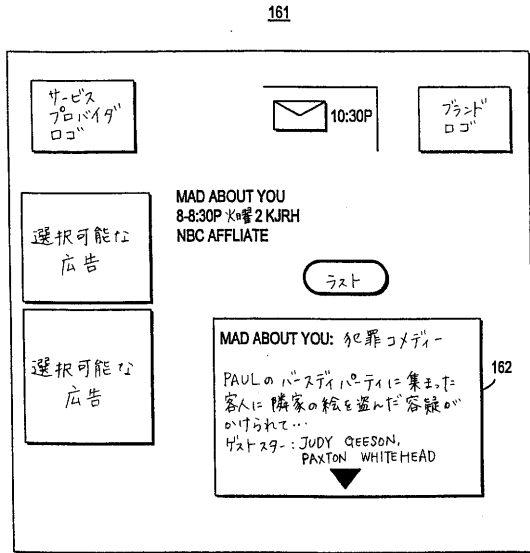 161
サービス
プロバイダ
ロゴ
10:30P
ブランド
ロゴ
MAD ABOUT YOU
8-8:30P 火曜 2 KJRH
NBC AFFLIATE
選択可能な
広告
ラスト
選択可能な
広告
MAD ABOUT YOU: 犯罪コメディー
PAULのバースディパーティに集まった
客人に隣家の絵を盗んだ容疑が
かけられて…
ゲストスター:JUDY GEESON,
PAXTON WHITEHEAD
162